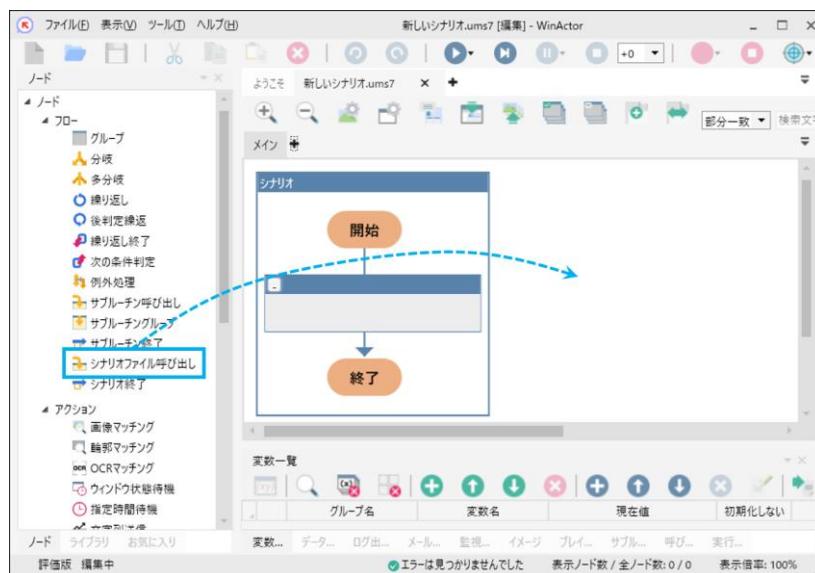 ファイル(F) 表示(V) ツール(T) ヘルプ(H) 新しいシナリオ.ums7 [編集] - WinActor
+0
ノード
ようこそ 新しいシナリオ.ums7
ノード
フロー
グループ
分岐
多分岐
繰り返し
後判定繰返
繰り返し終了
次の条件判定
例外処理
サブルーチン呼び出し
サブルーチングループ
サブルーチン終了
シナリオファイル呼び出し
シナリオ終了
アクション
画像マッチング
輪郭マッチング
OCR OCRマッチング
ウィンドウ状態待機
指定時間待機
ノード ライブラリ お気に入り
部分一致 検索文字
メイン
シナリオ
開始
終了
変数一覧
グループ名 変数名 現在値 初期化しない
変数... データ... ログ出... メール... 監視... イメージ ブレイ... サブル... 呼び... 実行...
評価版 編集中 エラーは見つかりませんでした 表示ノード数 / 全ノード数: 0 / 0 表示倍率: 100%